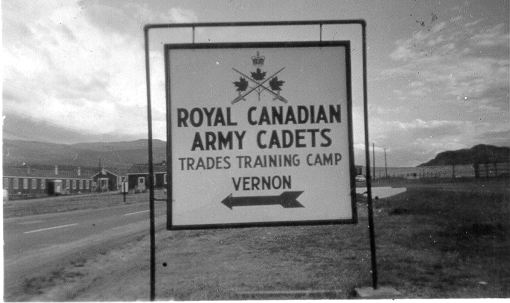 ROYAL CANADIAN
ARMY CADETS
TRADES TRAINING CAMP
VERNON